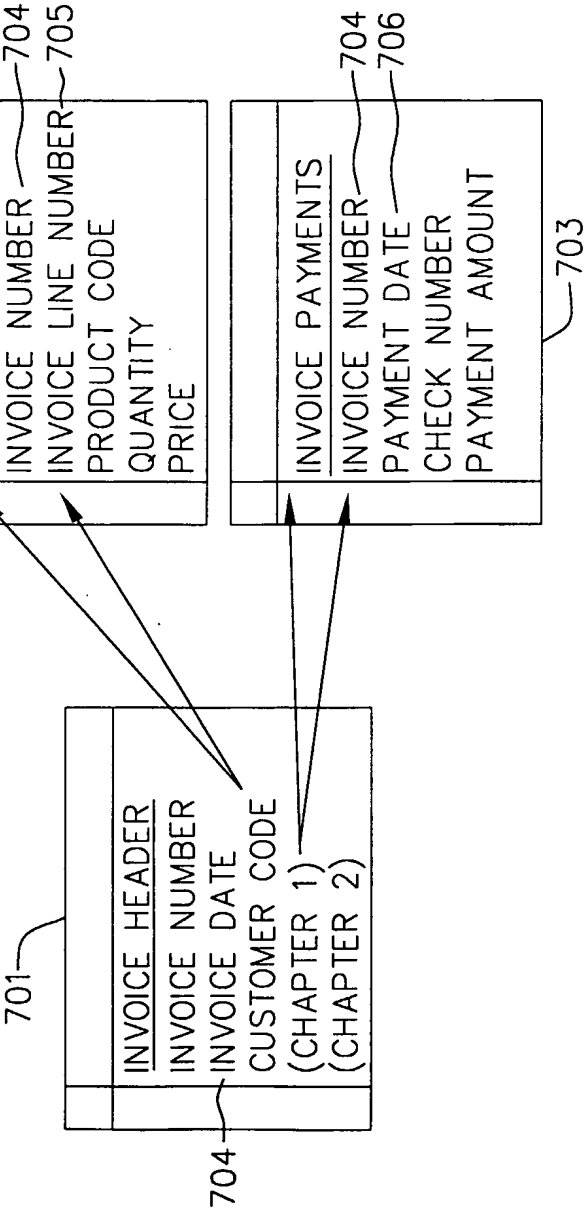 701
INVOICE HEADER
INVOICE NUMBER
INVOICE DATE
CUSTOMER CODE
(CHAPTER 1)
(CHAPTER 2)
704
INVOICE NUMBER
INVOICE LINE NUMBER
PRODUCT CODE
QUANTITY
PRICE
704
705
INVOICE PAYMENTS
INVOICE NUMBER
PAYMENT DATE
CHECK NUMBER
PAYMENT AMOUNT
704
706
703